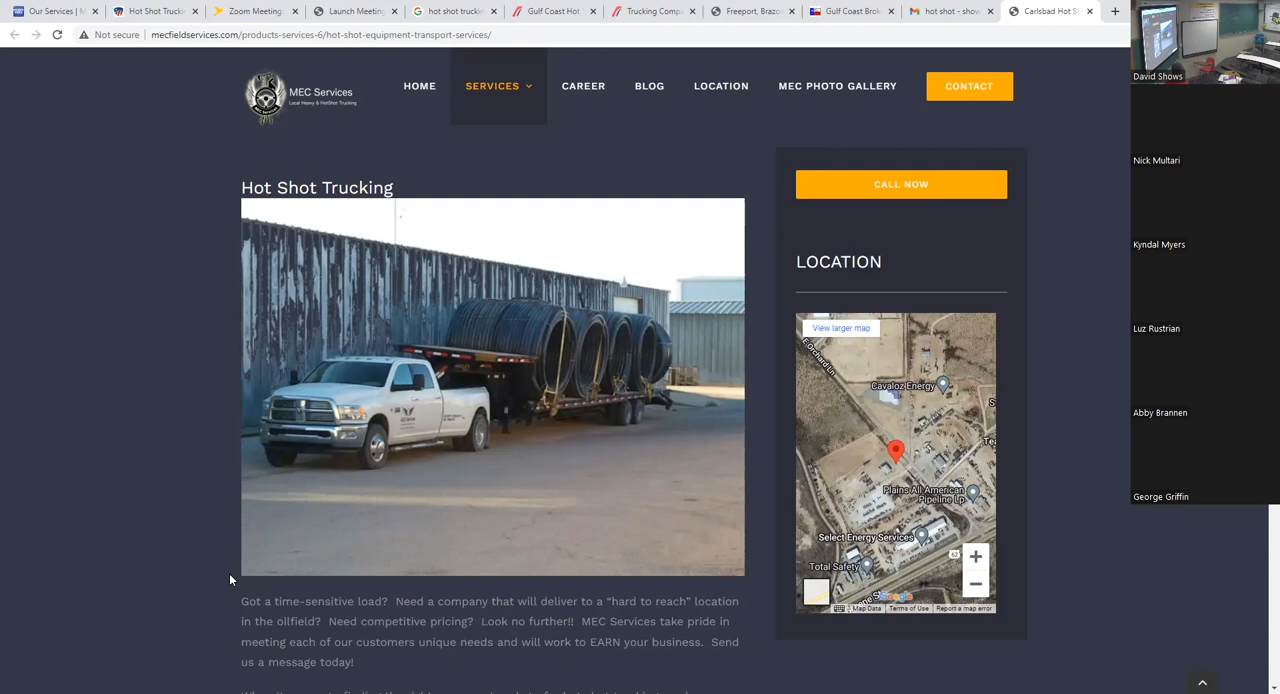 Our Services | M
Hot Shot Trucki
Zoom Meeting
Launch Meeting
hot shot trucki
Gulf Coast Hot
Trucking Comp
Freeport, Brazo
Gulf Coast Brok
hot shot - show
Carlsbad Hot S
Not secure
mecfieldservices.com/products-services-6/hot-shot-equipment-transport-services/
MEC Services
Local Heavy & HotShot Trucking
HOME
SERVICES
CAREER
BLOG
LOCATION
MEC PHOTO GALLERY
CONTACT
Hot Shot Trucking
CALL NOW
LOCATION
View larger map
E Orchard Ln
Cavaloz Energy
Plains All American
Pipeline Lp
Select Energy Services
Total Safety
62
Google
Map Data
Terms of Use
Report a map error
Got a time-sensitive load? Need a company that will deliver to a “hard to reach” location
in the oilfield? Need competitive pricing? Look no further!! MEC Services take pride in
meeting each of our customers unique needs and will work to EARN your business. Send
us a message today!
David Shows
Nick Multari
Kyndal Myers
Luz Rustrian
Abby Brannen
George Griffin